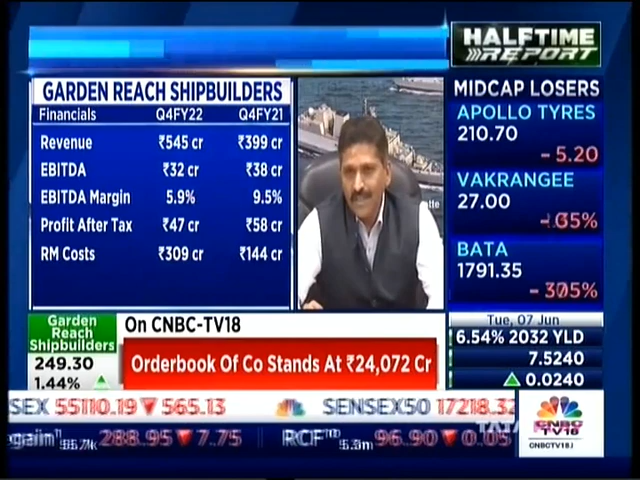 HALFTIME
REPORT
GARDEN REACH SHIPBUILDERS
Financials Q4FY22 Q4FY21
Revenue ₹545 cr ₹399 cr
EBITDA ₹32 cr ₹38 cr
EBITDA Margin 5.9% 9.5%
Profit After Tax ₹47 cr ₹58 cr
RM Costs ₹309 cr ₹144 cr
MIDCAP LOSERS
APOLLO TYRES
210.70
- 5.20
VAKRANGEE
27.00
BATA
1791.35
Garden
Reach
Shipbuilders
249.30
1.44%
On CNBC-TV18
Orderbook Of Co Stands At ₹24,072 Cr
Tue, 07 Jun
6.54% 2032 YLD
7.5240
0.0240
SEX 55110.19 565.13 SENSEX50 17218.32
288.95 7.75 RCF 96.90 0.05
CNBC
TV18
CNBCTV18.